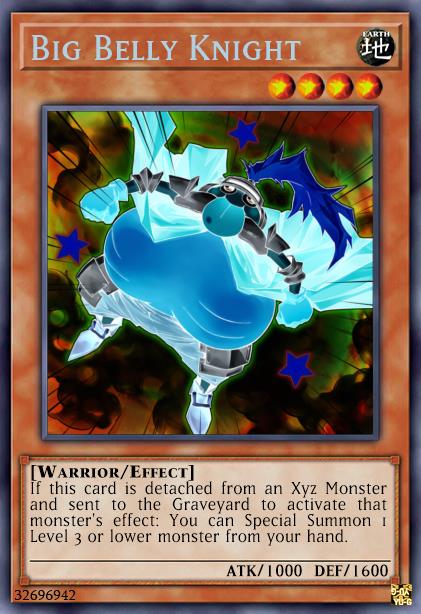 BIG BELLY KNIGHT
EARTH
地
[WARRIOR/EFFECT]
If this card is detached from an Xyz Monster
and sent to the Graveyard to activate that
monster's effect: You can Special Summon 1
Level 3 or lower monster from your hand.
ATK/1000 DEF/1600
32696942